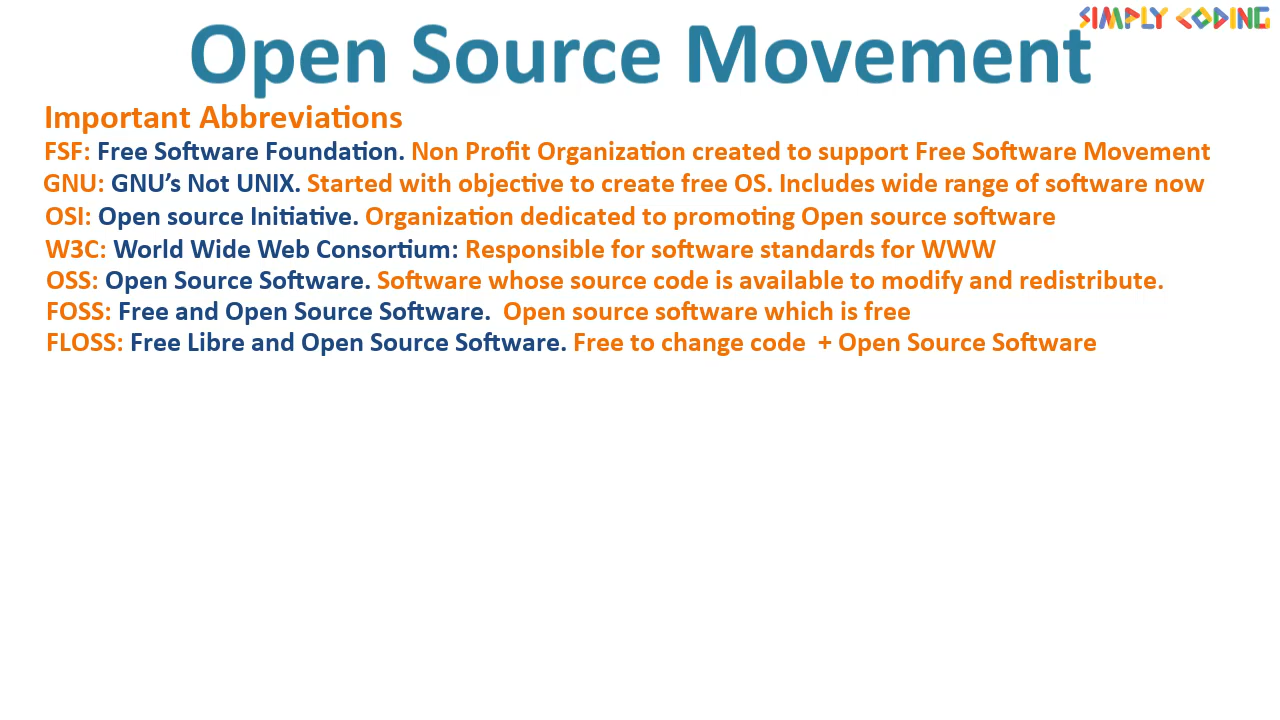 SIMPLY CODING
Open Source Movement
Important Abbreviations
FSF: Free Software Foundation. Non Profit Organization created to support Free Software Movement
GNU: GNU’s Not UNIX. Started with objective to create free OS. Includes wide range of software now
OSI: Open source Initiative. Organization dedicated to promoting Open source software
W3C: World Wide Web Consortium: Responsible for software standards for WWW
OSS: Open Source Software. Software whose source code is available to modify and redistribute.
FOSS: Free and Open Source Software.  Open source software which is free
FLOSS: Free Libre and Open Source Software. Free to change code  + Open Source Software